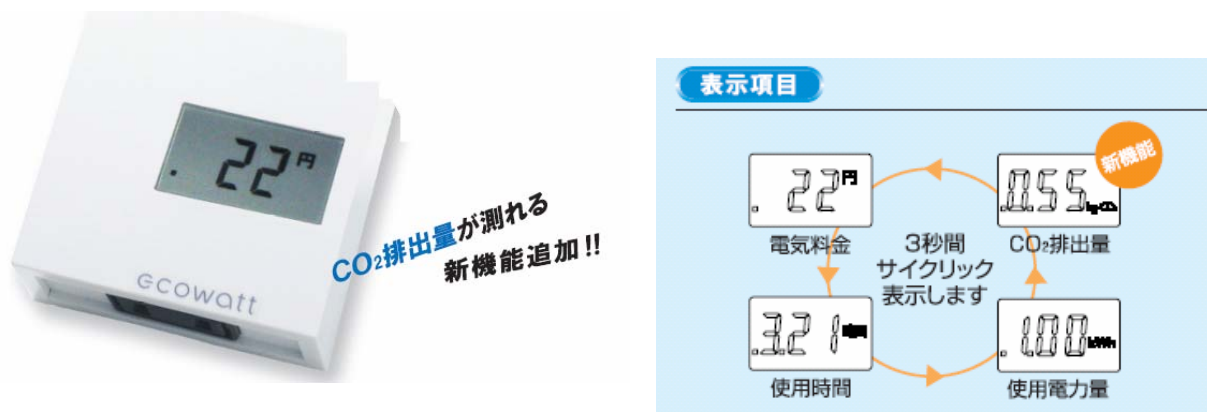 22円
CO₂排出量が測れる
新機能追加!!
ecowatt
表示項目
新機能
22円
0.55
電気料金
3秒間
サイクリック
表示します
CO₂排出量
3.21
1.00 kWh
使用時間
使用電力量